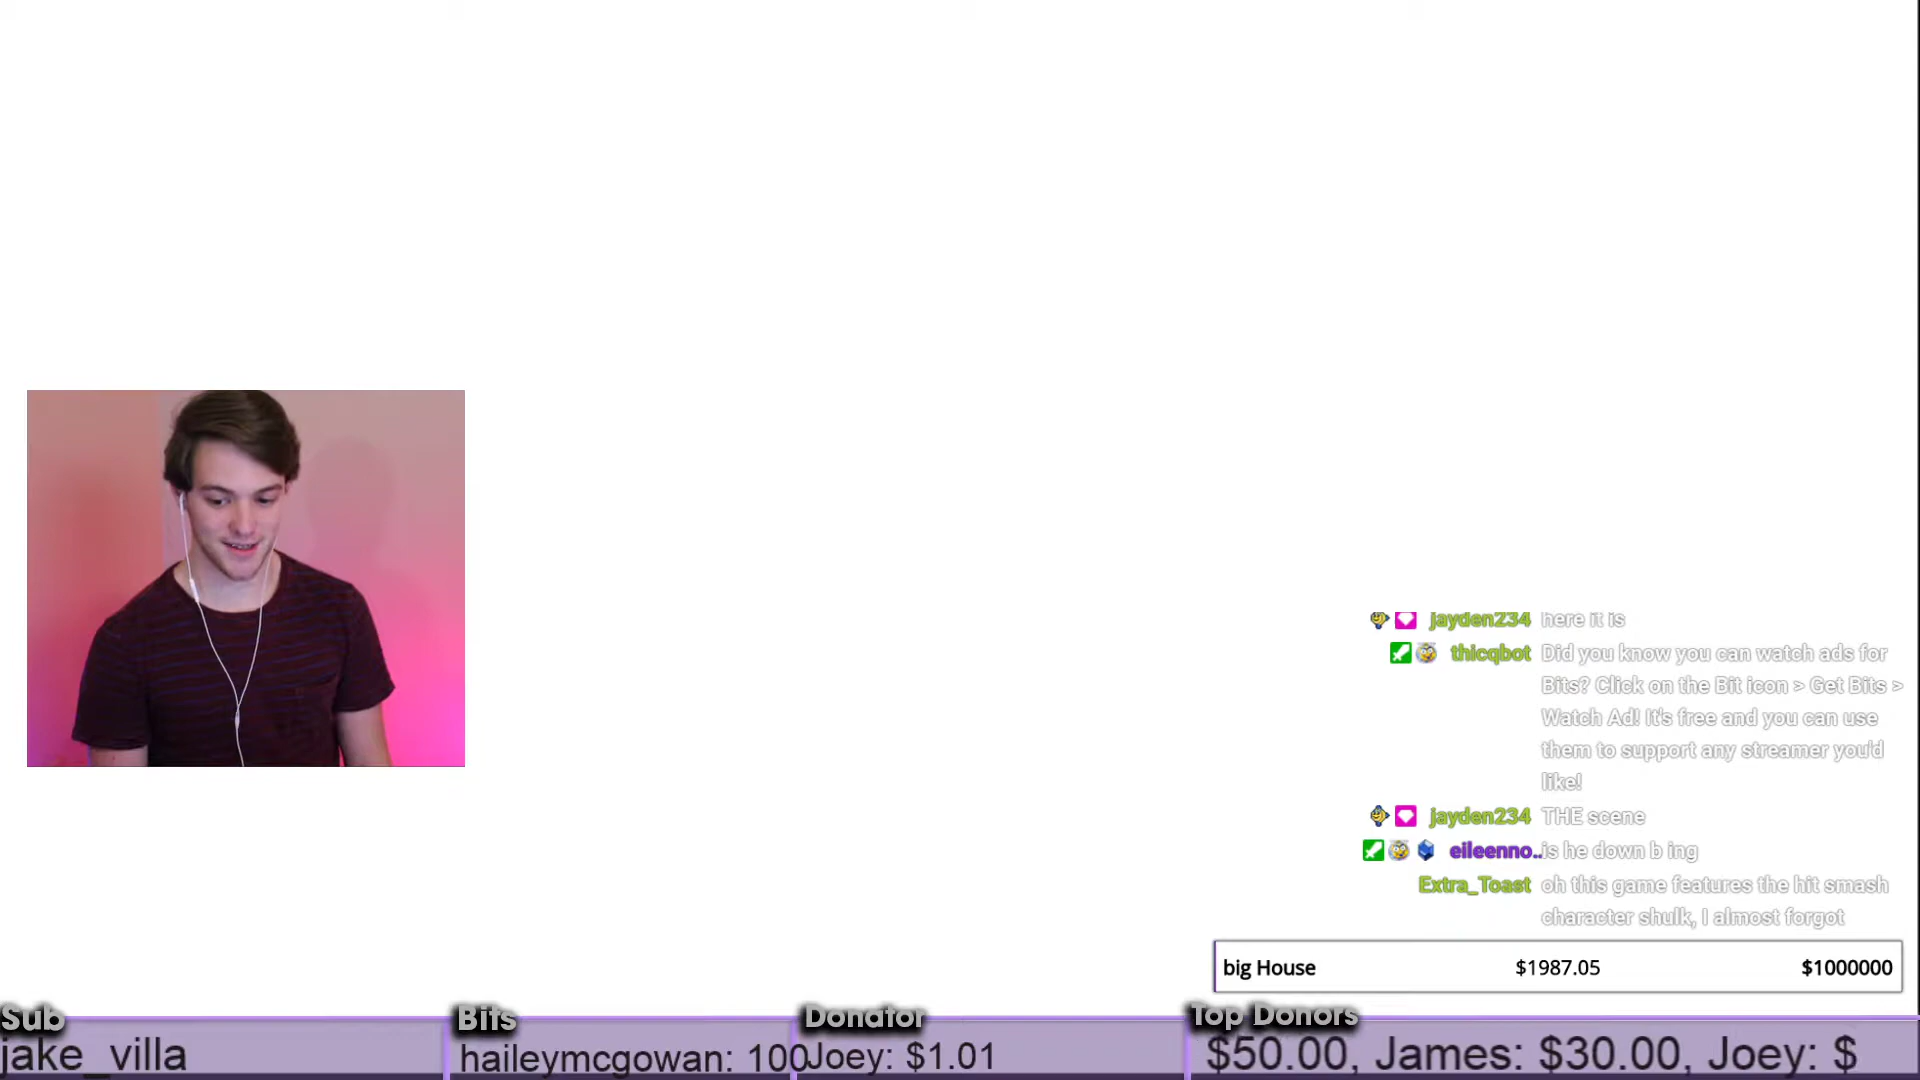 jayden234 here it is
thicqbot Did you know you can watch ads for
Bits? Click on the Bit icon > Get Bits >
Watch Ad! It's free and you can use
them to support any streamer you'd
like!
jayden234 THE scene
eileenno.. is he down b ing
Extra_Toast oh this game features the hit smash
character shulk, I almost forgot
big House $1987.05 $1000000
Sub Bits Donator Top Donors
jake_villa haileymcgowan: 100 Joey: $1.01 $50.00, James: $30.00, Joey: $